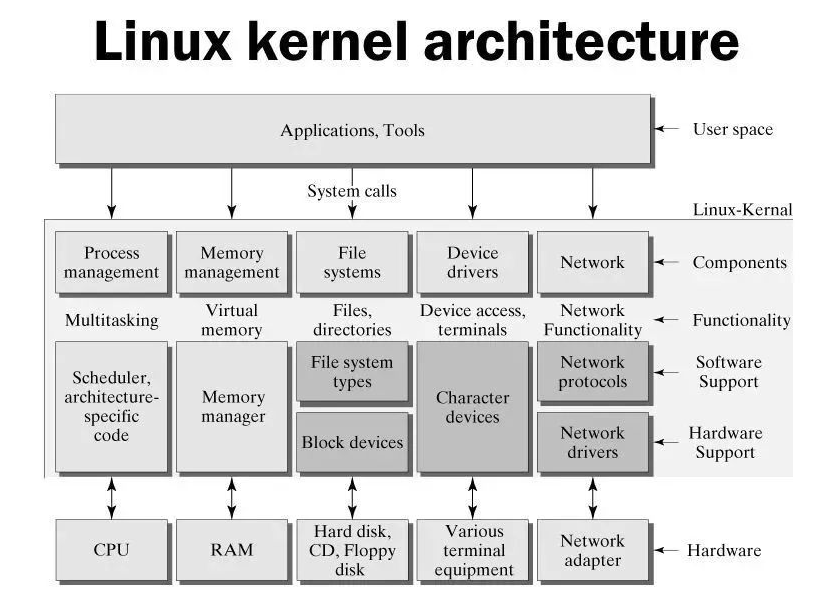 Linux kernel architecture
Applications, Tools
User space
System calls
Linux-Kernel
Process
management
Memory
management
File
systems
Device
drivers
Network
Components
Multitasking
Virtual
memory
Files,
directories
Device access,
terminals
Network
Functionality
Functionality
Scheduler,
architecture-
specific
code
Memory
manager
File system
types
Block devices
Character
devices
Network
protocols
Network
drivers
Software
Support
Hardware
Support
CPU
RAM
Hard disk,
CD, Floppy
disk
Various
terminal
equipment
Network
adapter
Hardware